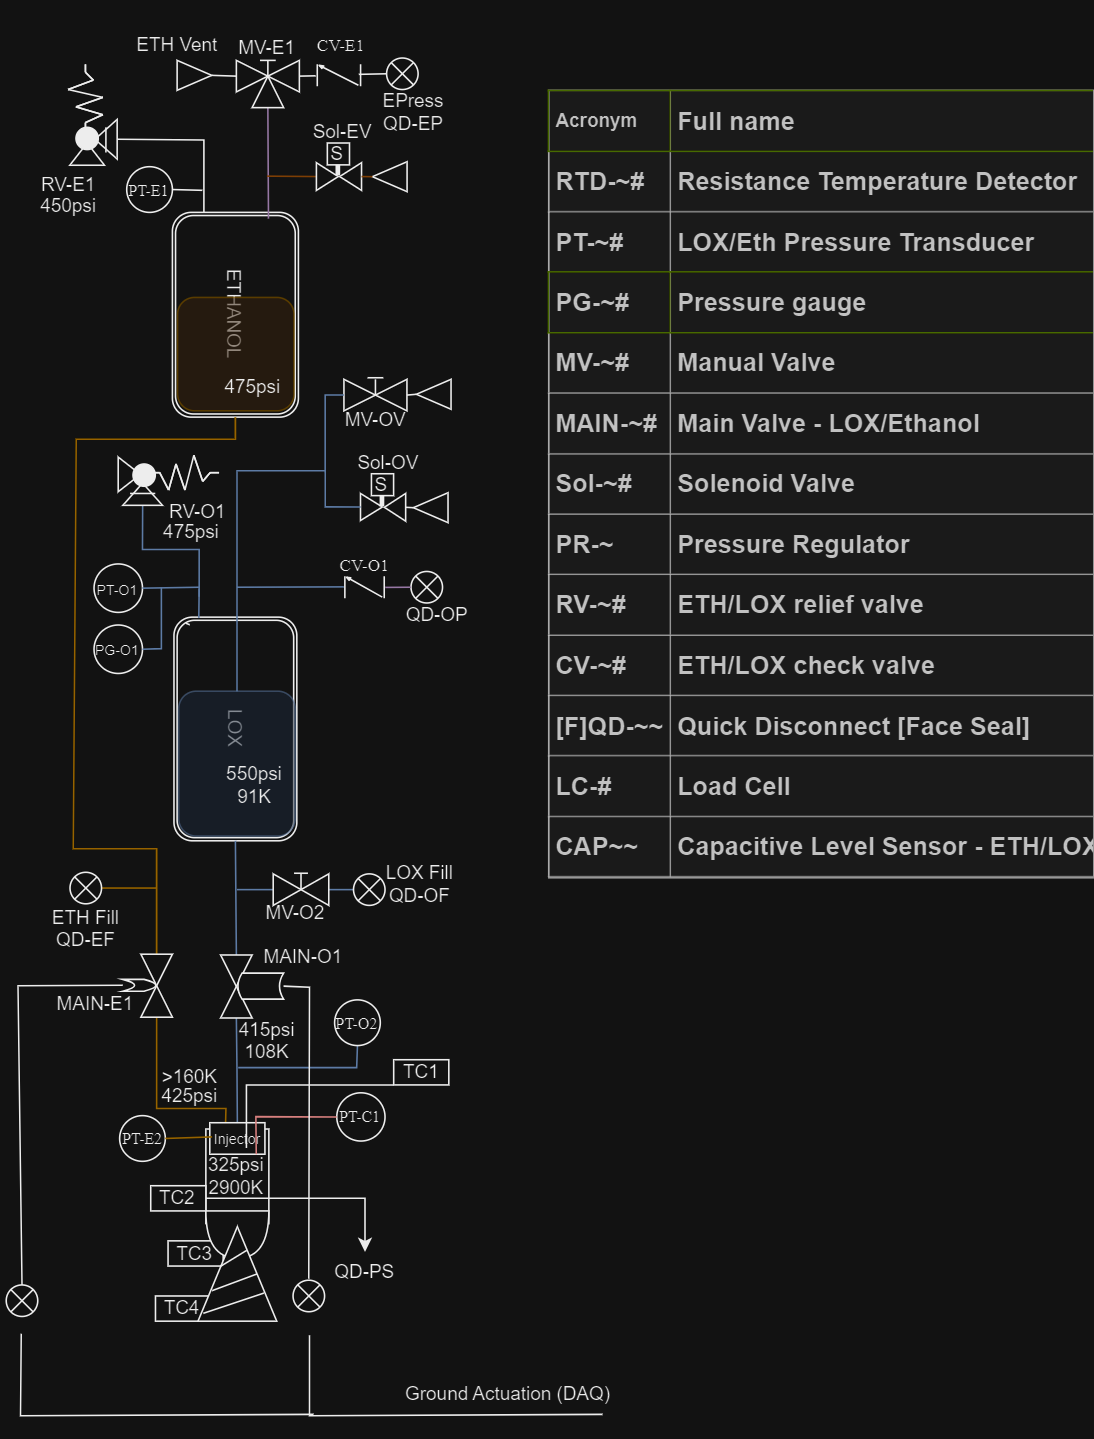 ETH Vent
MV-E1
CV-E1
EPress
QD-EP
Sol-EV
S
RV-E1
450psi
PT-E1
ETHANOL
475psi
MV-OV
Sol-OV
S
RV-O1
475psi
CV-O1
PT-O1
QD-OP
PG-O1
LOX
550psi
91K
LOX Fill
QD-OF
MV-O2
ETH Fill
QD-EF
MAIN-O1
MAIN-E1
415psi
108K
PT-O2
TC1
>160K
425psi
PT-C1
PT-E2
Injector
325psi
2900K
TC2
TC3
QD-PS
TC4
Ground Actuation (DAQ)
Acronym Full name
RTD-~# Resistance Temperature Detector
PT-~# LOX/Eth Pressure Transducer
PG-~# Pressure gauge
MV-~# Manual Valve
MAIN-~# Main Valve - LOX/Ethanol
Sol-~# Solenoid Valve
PR-~ Pressure Regulator
RV-~# ETH/LOX relief valve
CV-~# ETH/LOX check valve
[F]QD-~~ Quick Disconnect [Face Seal]
LC-# Load Cell
CAP~~ Capacitive Level Sensor - ETH/LOX